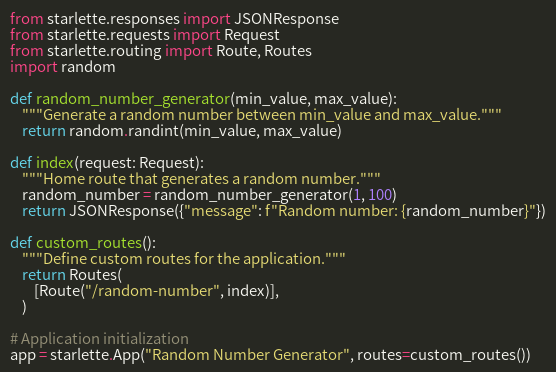 from starlette.responses import JSONResponse
from starlette.requests import Request
from starlette.routing import Route, Routes
import random

def random_number_generator(min_value, max_value):
    """Generate a random number between min_value and max_value."""
    return random.randint(min_value, max_value)

def index(request: Request):
    """Home route that generates a random number."""
    random_number = random_number_generator(1, 100)
    return JSONResponse({"message": f"Random number: {random_number}"})

def custom_routes():
    """Define custom routes for the application."""
    return Routes(
        [Route("/random-number", index)],
    )

# Application initialization
app = starlette.App("Random Number Generator", routes=custom_routes())